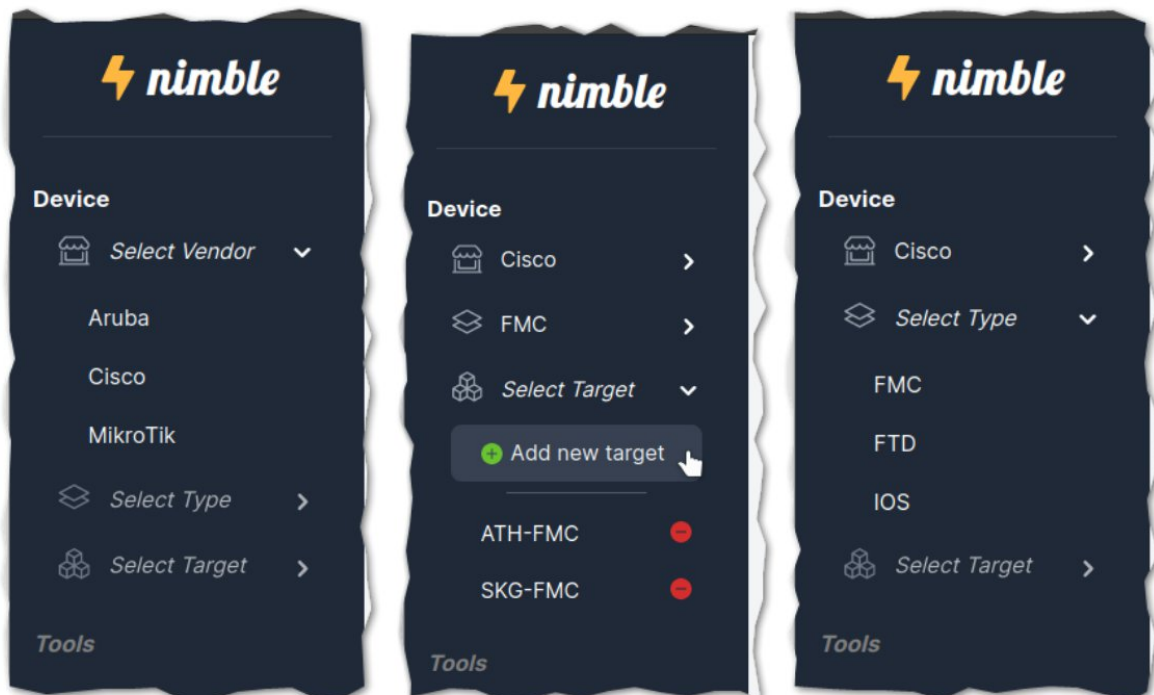 nimble
Device
Select Vendor
Aruba
Cisco
MikroTik
Select Type
Select Target
Tools
nimble
Device
Cisco
FMC
Select Target
Add new target
ATH-FMC
SKG-FMC
Tools
nimble
Device
Cisco
Select Type
FMC
FTD
IOS
Select Target
Tools